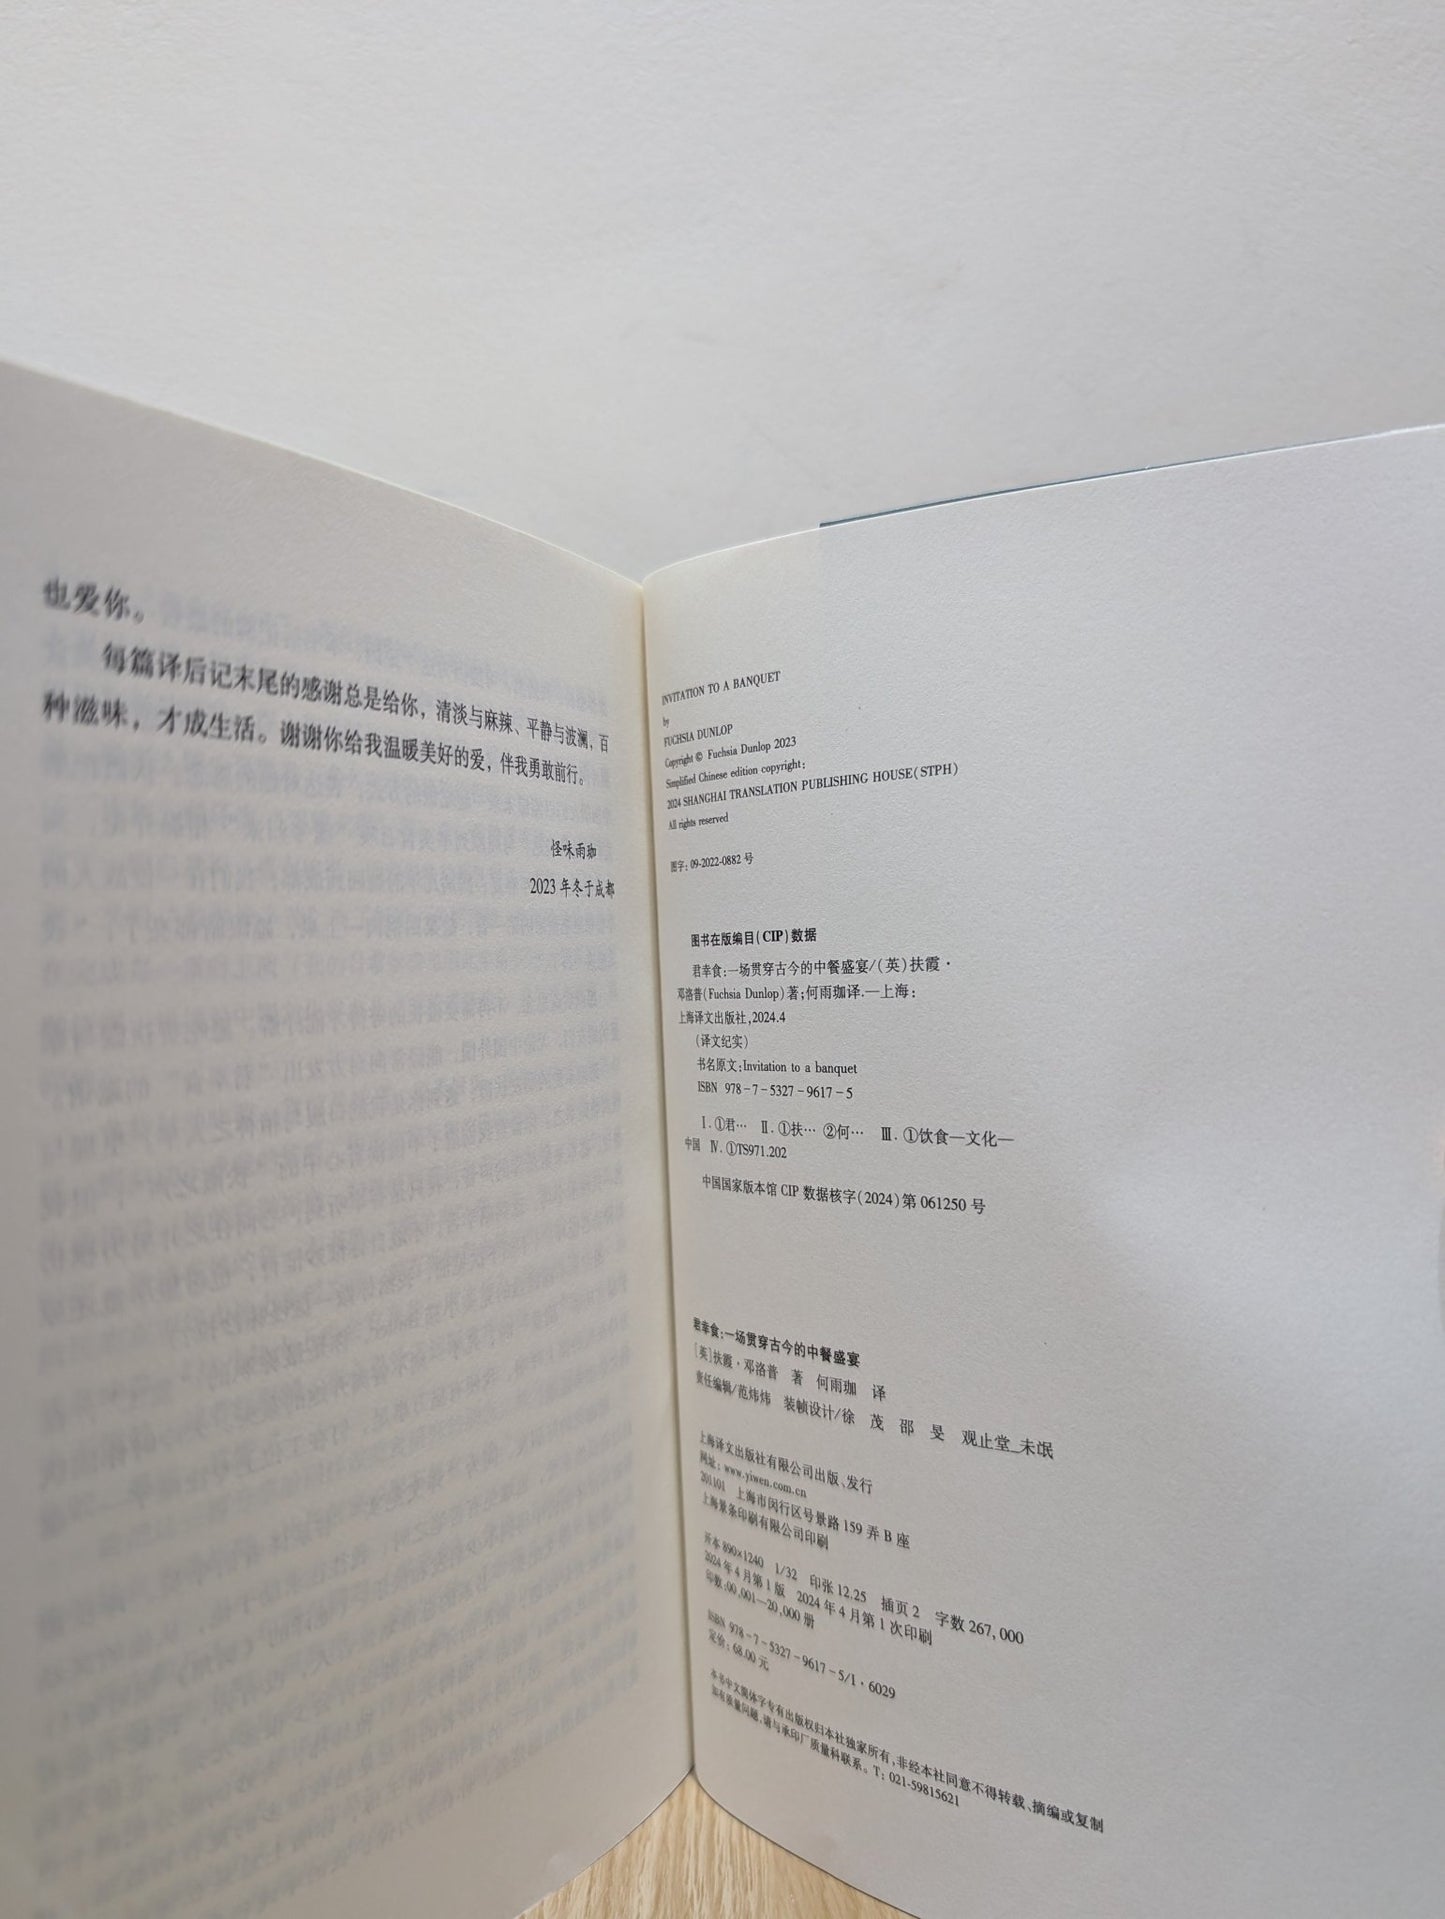 也爱你。
每篇译后记末尾的感谢总是给你，清淡与麻辣、平静与波澜，百
种滋味，才成生活。谢谢你给我温暖美好的爱，伴我勇敢前行。
怪味雨珈
2023 年冬于成都
INVITATION TO A BANQUET
by
FUCHSIA DUNLOP
Copyright © Fuchsia Dunlop 2023
Simplified Chinese edition copyright:
2024 SHANGHAI TRANSLATION PUBLISHING HOUSE(STPH)
All rights reserved
图字: 09-2022-0882 号
图书在版编目(CIP)数据
君幸食:一场贯穿古今的中餐盛宴/(英)扶霞·
邓洛普(Fuchsia Dunlop)著;何雨珈译.—上海:
上海译文出版社,2024.4
(译文纪实)
书名原文:Invitation to a banquet
ISBN 978-7-5327-9617-5
Ⅰ.①君… Ⅱ.①扶… ②何… Ⅲ.①饮食—文化—
中国 Ⅳ.①TS971.202
中国国家版本馆 CIP 数据核字(2024)第 061250 号
君幸食:一场贯穿古今的中餐盛宴
[英]扶霞·邓洛普 著 何雨珈 译
责任编辑/范炜炜 装帧设计/徐 茂 邵 旻 观止堂_未氓
上海译文出版社有限公司出版、发行
网址: www.yiwen.com.cn
201101 上海市闵行区号景路 159 弄 B 座
上海景条印刷有限公司印刷
开本 890×1240 1/32 印张 12.25 插页 2 字数 267,000
2024 年 4 月第 1 版 2024 年 4 月第 1 次印刷
印数:00,001—20,000 册
ISBN 978-7-5327-9617-5/I·6029
定价: 68.00 元
本书中文简体字专有出版权归本社独家所有,非经本社同意不得转载、摘编或复制
如有质量问题,请与承印厂质量科联系。T: 021-59815621